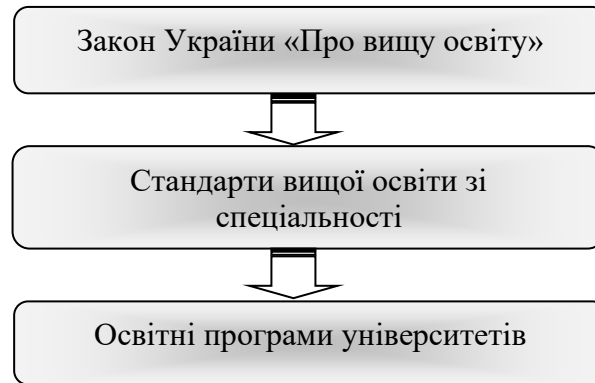 Закон України «Про вищу освіту»
Стандарти вищої освіти зі
спеціальності
Освітні програми університетів